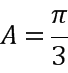 A = π/3